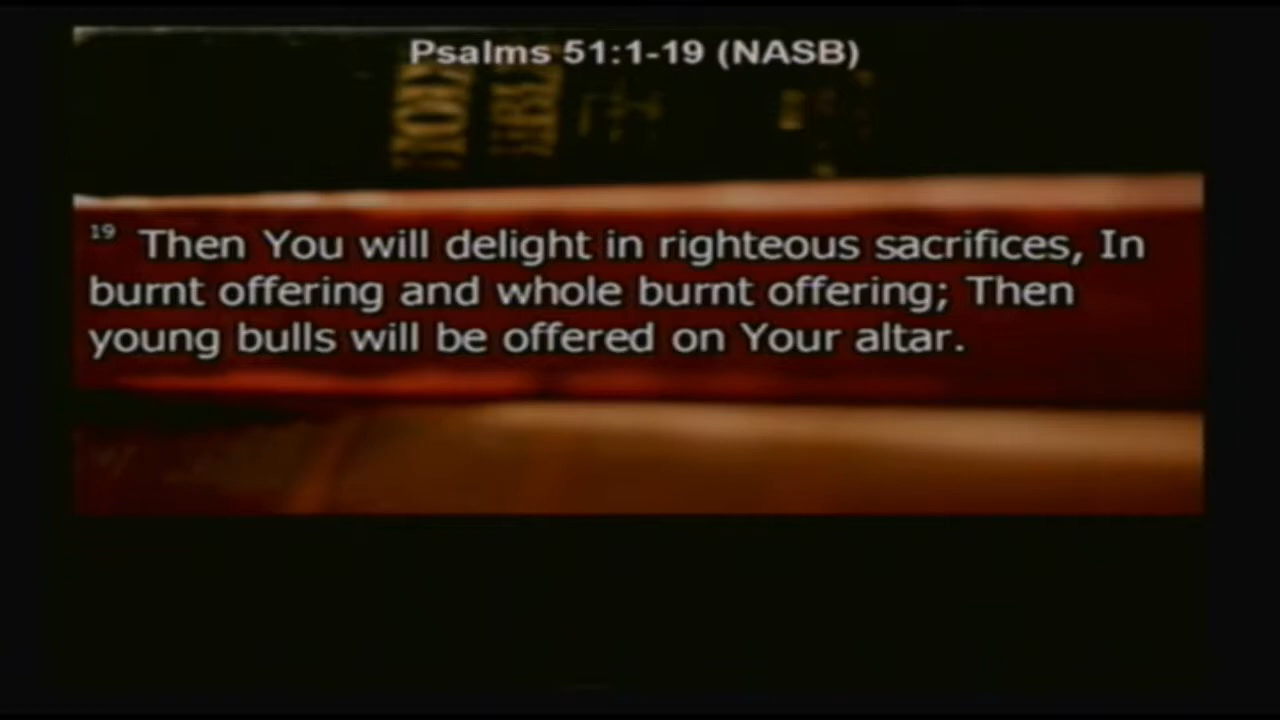 Psalms 51:1-19 (NASB)
19 Then You will delight in righteous sacrifices, In
burnt offering and whole burnt offering; Then
young bulls will be offered on Your altar.